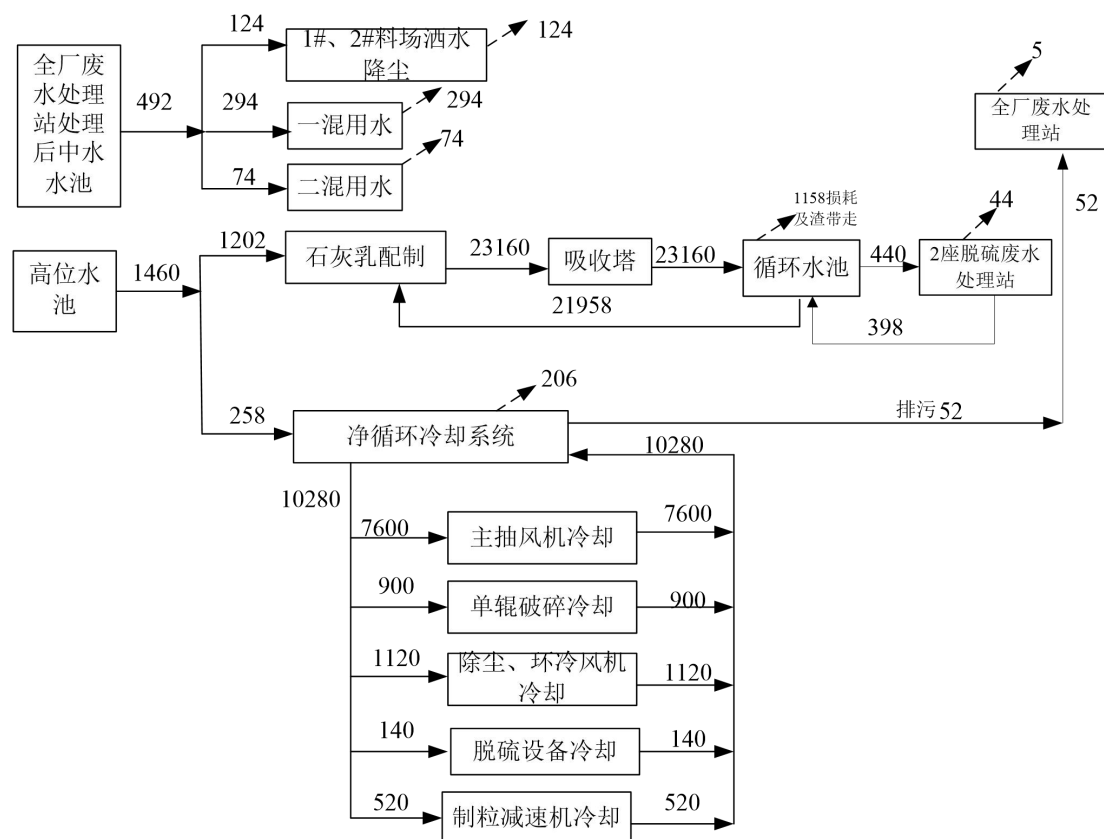 124
1#、2#料场洒水
降尘
124
5
全厂废
水处理
站处理
后中水
水池
492
294
一混用水
294
全厂废水处
理站
74
二混用水
74
52
1158损耗
及渣带走
44
高位水
池
1460
1202
石灰乳配制
23160
吸收塔
23160
循环水池
440
2座脱硫废水
处理站
21958
398
206
258
净循环冷却系统
排污52
10280
10280
7600
主抽风机冷却
7600
900
单辊破碎冷却
900
1120
除尘、环冷风机
冷却
1120
140
脱硫设备冷却
140
520
制粒减速机冷却
520